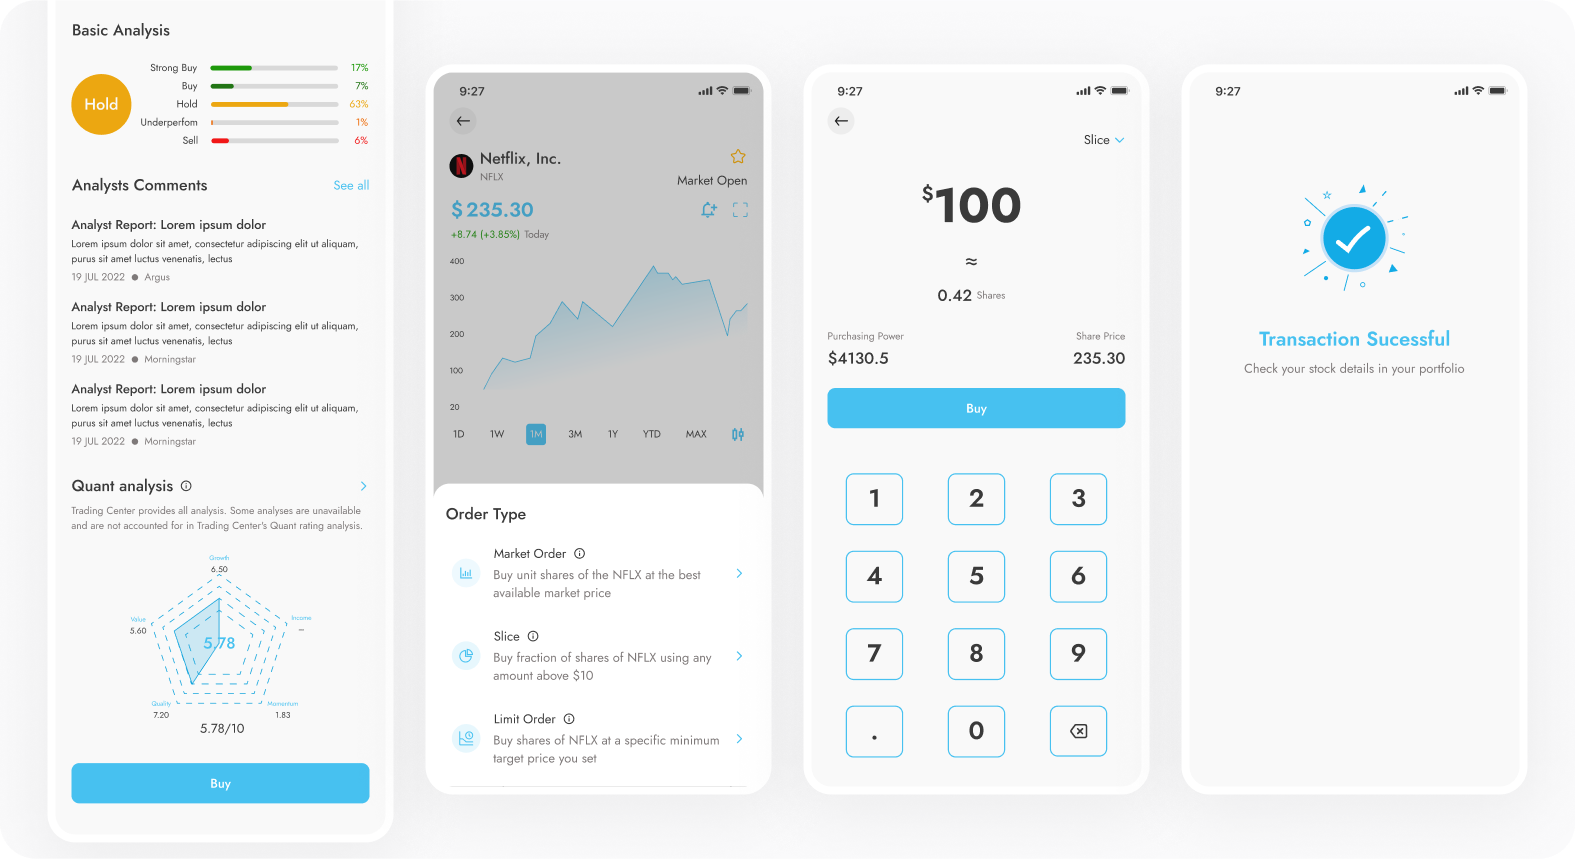 Basic Analysis
Hold
Strong Buy 17%
Buy 7%
Hold 63%
Underperfom 1%
Sell 6%
Analysts Comments See all
Analyst Report: Lorem ipsum dolor
Lorem ipsum dolor sit amet, consectetur adipiscing elit ut aliquam,
purus sit amet luctus venenatis, lectus
19 JUL 2022 ● Argus
Analyst Report: Lorem ipsum dolor
Lorem ipsum dolor sit amet, consectetur adipiscing elit ut aliquam,
purus sit amet luctus venenatis, lectus
19 JUL 2022 ● Morningstar
Analyst Report: Lorem ipsum dolor
Lorem ipsum dolor sit amet, consectetur adipiscing elit ut aliquam,
purus sit amet luctus venenatis, lectus
19 JUL 2022 ● Morningstar
Quant analysis
Trading Center provides all analysis. Some analyses are unavailable
and are not accounted for in Trading Center's Quant rating analysis.
Growth
6.50
Value
5.60
Income
–
5.78
Quality
7.20
Momentum
1.83
5.78/10
Buy
9:27
N
Netflix, Inc.
NFLX
Market Open
$235.30
+8.74 (+3.85%) Today
400
300
200
100
20
1D 1W 1M 3M 1Y YTD MAX
Order Type
Market Order
Buy unit shares of the NFLX at the best
available market price
Slice
Buy fraction of shares of NFLX using any
amount above $10
Limit Order
Buy shares of NFLX at a specific minimum
target price you set
9:27
Slice
$100
≈
0.42 Shares
Purchasing Power Share Price
$4130.5 235.30
Buy
1 2 3
4 5 6
7 8 9
. 0
9:27
Transaction Sucessful
Check your stock details in your portfolio